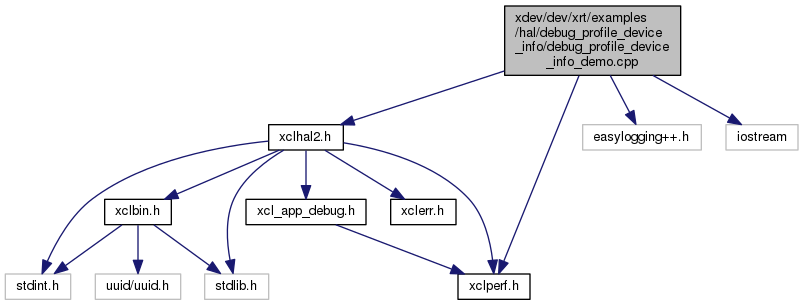 xdev/dev/xrt/examples
/hal/debug_profile_device
_info/debug_profile_device
_info_demo.cpp
xclhal2.h
easylogging++.h
iostream
xclbin.h
xcl_app_debug.h
xclerr.h
stdint.h
uuid/uuid.h
stdlib.h
xclperf.h